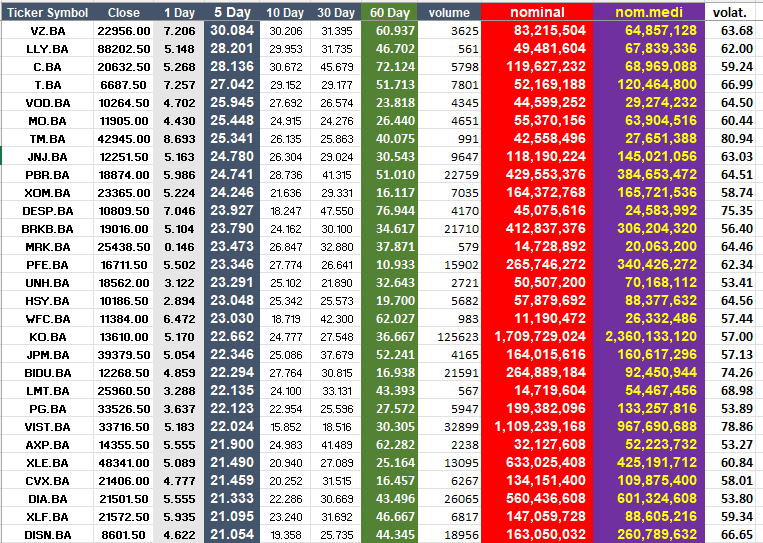 Ticker Symbol Close 1 Day 5 Day 10 Day 30 Day 60 Day volume nominal nom.medi volat.
VZ.BA 22956.00 7.206 30.084 30.206 31.395 60.937 3625 83,215,504 64,857,128 63.68
LLY.BA 88202.50 5.148 28.201 29.953 31.735 46.702 561 49,481,604 67,839,336 62.00
C.BA 20632.50 5.268 28.136 30.672 45.679 72.124 5798 119,627,232 68,969,088 59.24
T.BA 6687.50 7.257 27.042 29.152 29.177 51.713 7801 52,169,188 120,464,800 66.99
VOD.BA 10264.50 4.702 25.945 27.692 26.574 23.818 4345 44,599,252 29,274,232 64.50
MO.BA 11905.00 4.430 25.448 24.915 24.276 26.440 4651 55,370,156 63,904,516 60.44
TM.BA 42945.00 8.693 25.341 26.135 25.863 40.075 991 42,558,496 27,651,388 80.94
JNJ.BA 12251.50 5.163 24.780 26.304 29.024 30.543 9647 118,190,224 145,021,056 63.03
PBR.BA 18874.00 5.986 24.741 28.736 41.315 51.010 22759 429,553,376 384,653,472 64.51
XOM.BA 23365.00 5.224 24.246 21.636 29.331 16.117 7035 164,372,768 165,721,536 58.74
DESP.BA 10809.50 7.046 23.927 18.247 47.550 76.944 4170 45,075,616 24,583,992 75.35
BRKB.BA 19016.00 5.104 23.790 24.162 30.100 34.617 21710 412,837,376 306,204,320 56.40
MRK.BA 25438.50 0.146 23.473 26.847 32.880 37.871 579 14,728,892 20,063,200 64.46
PFE.BA 16711.50 5.502 23.346 27.774 26.641 10.933 15902 265,746,272 340,426,272 62.34
UNH.BA 18562.00 3.122 23.291 25.102 21.890 32.643 2721 50,507,200 70,168,112 53.41
HSY.BA 10186.50 2.894 23.048 25.342 25.573 19.700 5682 57,879,692 88,377,632 64.56
WFC.BA 11384.00 6.472 23.030 18.719 42.300 62.027 983 11,190,472 26,332,486 57.44
KO.BA 13610.00 5.170 22.662 24.777 27.548 36.667 125623 1,709,729,024 2,360,133,120 57.00
JPM.BA 39379.50 5.054 22.346 25.086 37.679 52.241 4165 164,015,616 160,617,296 57.13
BIDU.BA 12268.50 4.859 22.294 27.764 30.815 16.938 21591 264,889,184 92,450,944 74.26
LMT.BA 25960.50 3.288 22.135 24.100 33.131 43.393 567 14,719,604 54,467,456 68.98
PG.BA 33526.50 3.637 22.123 22.954 25.596 27.572 5947 199,382,096 133,257,816 53.89
VIST.BA 33716.50 5.183 22.024 15.852 18.516 30.305 32899 1,109,239,168 967,690,688 78.86
AXP.BA 14355.50 5.555 21.900 24.983 41.489 62.282 2238 32,127,608 52,223,732 53.27
XLE.BA 48341.00 5.089 21.490 20.940 27.089 25.164 13095 633,025,408 425,191,712 60.84
CVX.BA 21406.00 4.777 21.459 20.252 31.515 16.457 6267 134,151,400 109,875,400 58.01
DIA.BA 21501.50 5.555 21.333 22.286 30.669 43.496 26065 560,436,608 601,324,608 53.80
XLF.BA 21572.50 5.935 21.095 23.240 31.692 46.667 6817 147,059,728 88,605,216 59.34
DISN.BA 8601.50 4.622 21.054 19.358 25.735 44.345 18956 163,050,032 260,789,632 66.65